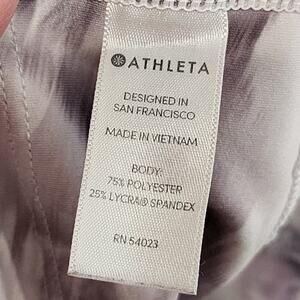 ATHLETA
DESIGNED IN
SAN FRANCISCO
MADE IN VIETNAM
BODY:
75% POLYESTER
25% LYCRA® SPANDEX
RN 54023